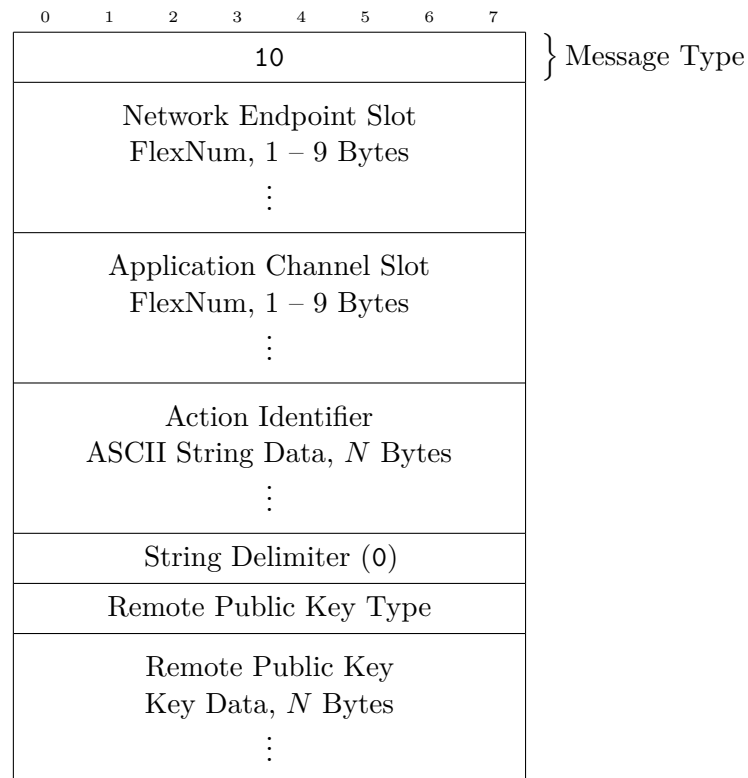 0 1 2 3 4 5 6 7
10
Message Type
Network Endpoint Slot
FlexNum, 1 – 9 Bytes
⋮
Application Channel Slot
FlexNum, 1 – 9 Bytes
⋮
Action Identifier
ASCII String Data, N Bytes
⋮
String Delimiter (0)
Remote Public Key Type
Remote Public Key
Key Data, N Bytes
⋮